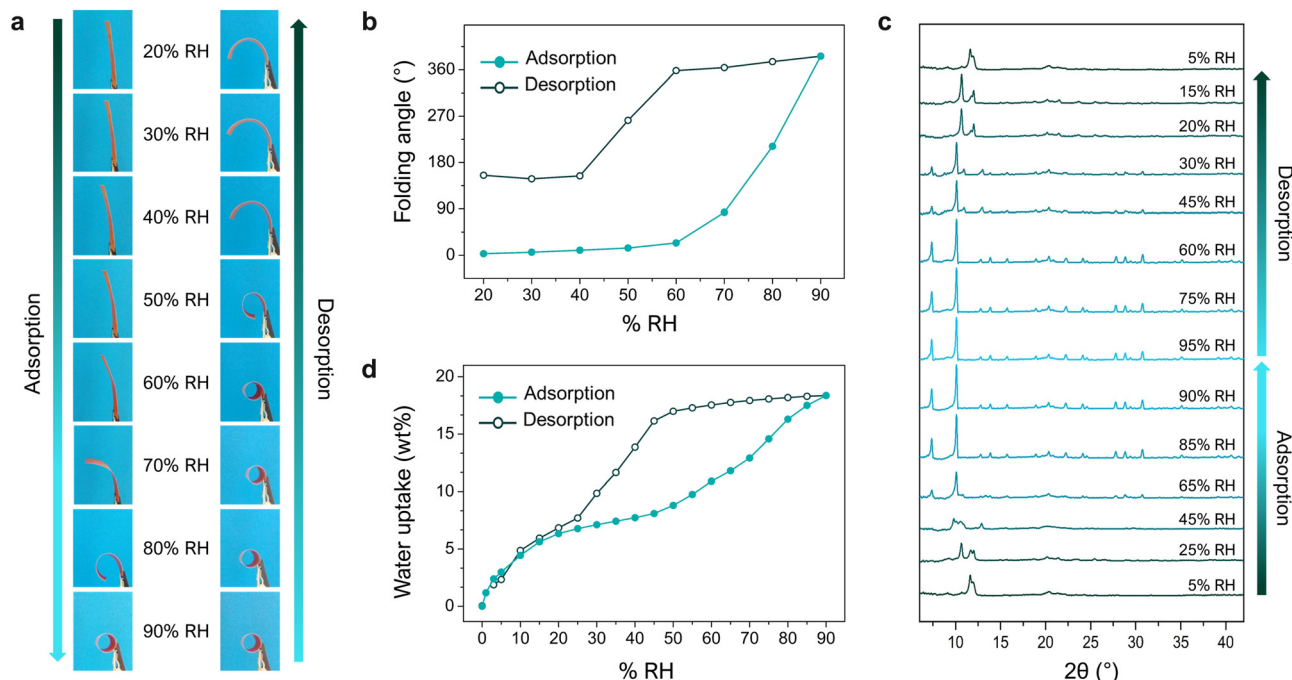 a
20% RH
30% RH
40% RH
50% RH
60% RH
70% RH
80% RH
90% RH
Adsorption
Desorption
b
Adsorption
Desorption
Folding angle (°)
360
270
180
90
0
20 30 40 50 60 70 80 90
% RH
d
Adsorption
Desorption
Water uptake (wt%)
20
15
10
5
0
0 10 20 30 40 50 60 70 80 90
% RH
c
5% RH
15% RH
20% RH
30% RH
45% RH
60% RH
75% RH
95% RH
90% RH
85% RH
65% RH
45% RH
25% RH
5% RH
Desorption
Adsorption
10 15 20 25 30 35 40
2θ (°)